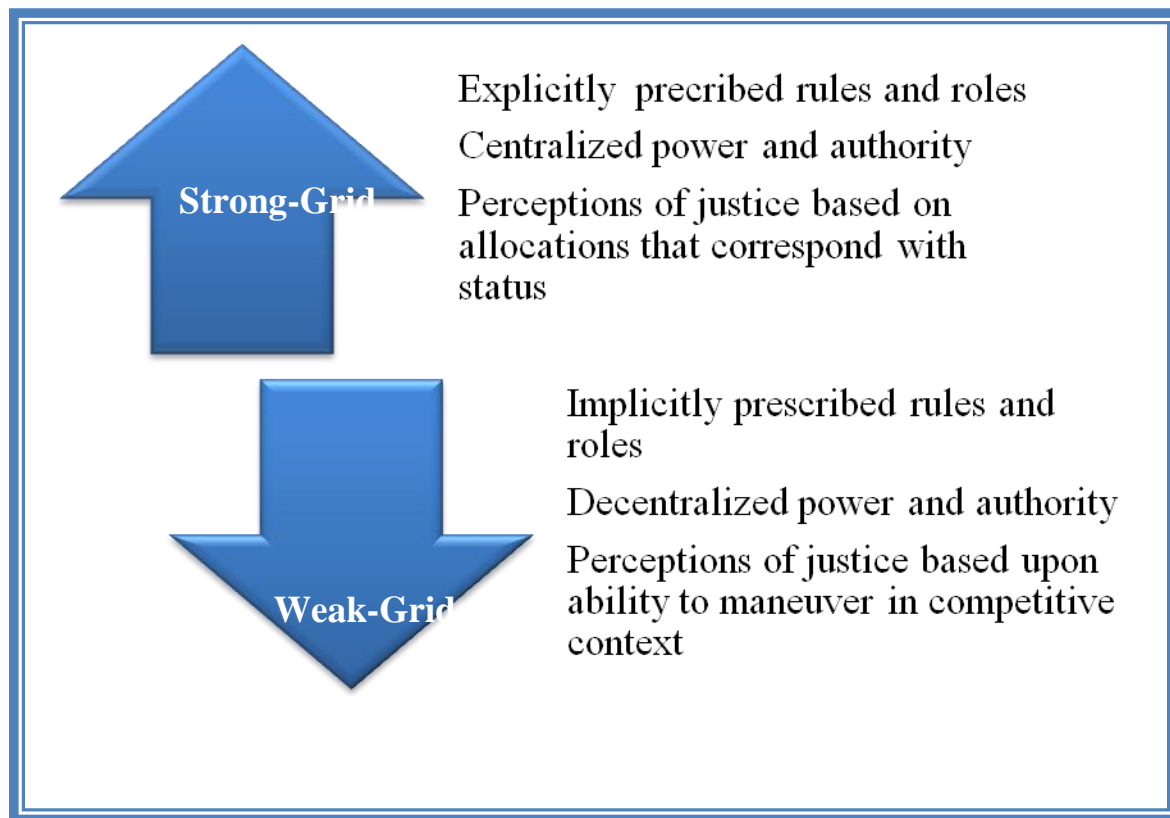 Strong-Grid
Explicitly precribed rules and roles
Centralized power and authority
Perceptions of justice based on
allocations that correspond with
status
Weak-Grid
Implicitly prescribed rules and
roles
Decentralized power and authority
Perceptions of justice based upon
ability to maneuver in competitive
context